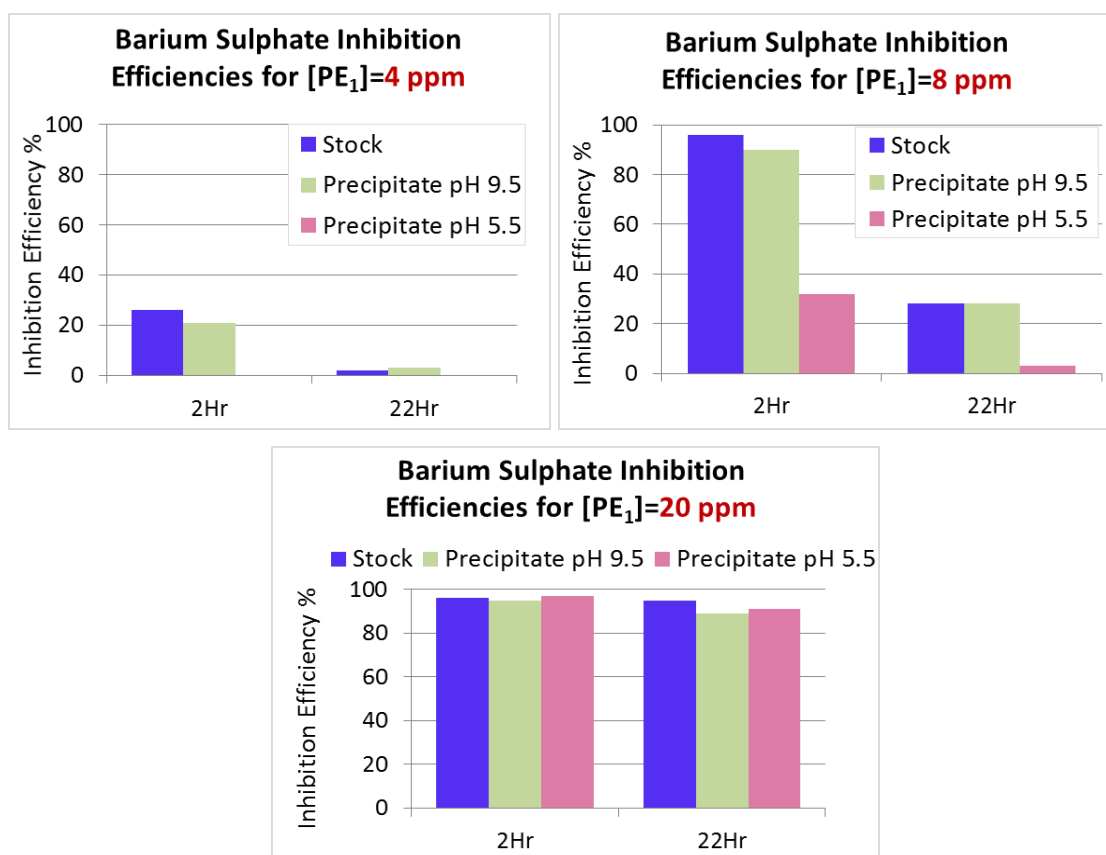 Barium Sulphate Inhibition
Efficiencies for [PE₁]=4 ppm
Inhibition Efficiency %
100
80
60
40
20
0
Stock
Precipitate pH 9.5
Precipitate pH 5.5
2Hr 22Hr
Barium Sulphate Inhibition
Efficiencies for [PE₁]=8 ppm
Inhibition Efficiency %
100
80
60
40
20
0
Stock
Precipitate pH 9.5
Precipitate pH 5.5
2Hr 22Hr
Barium Sulphate Inhibition
Efficiencies for [PE₁]=20 ppm
Stock Precipitate pH 9.5 Precipitate pH 5.5
Inhibition Efficiency %
100
80
60
40
20
0
2Hr 22Hr